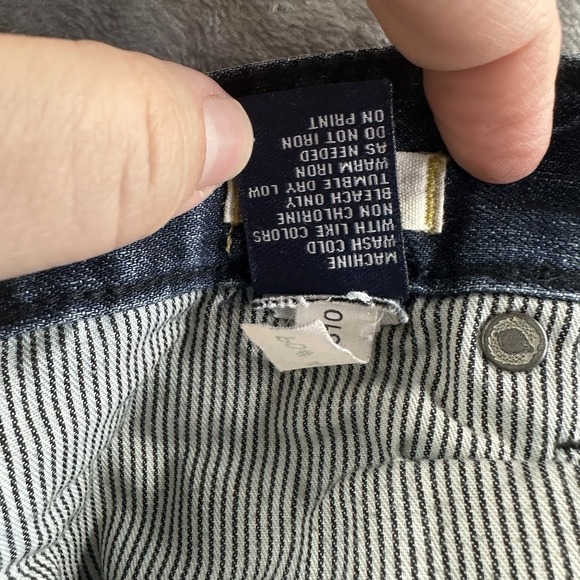 MACHINE
WASH COLD
WITH LIKE COLORS
NON CHLORINE
BLEACH ONLY
TUMBLE DRY LOW
WARM IRON
AS NEEDED
DO NOT IRON
ON PRINT